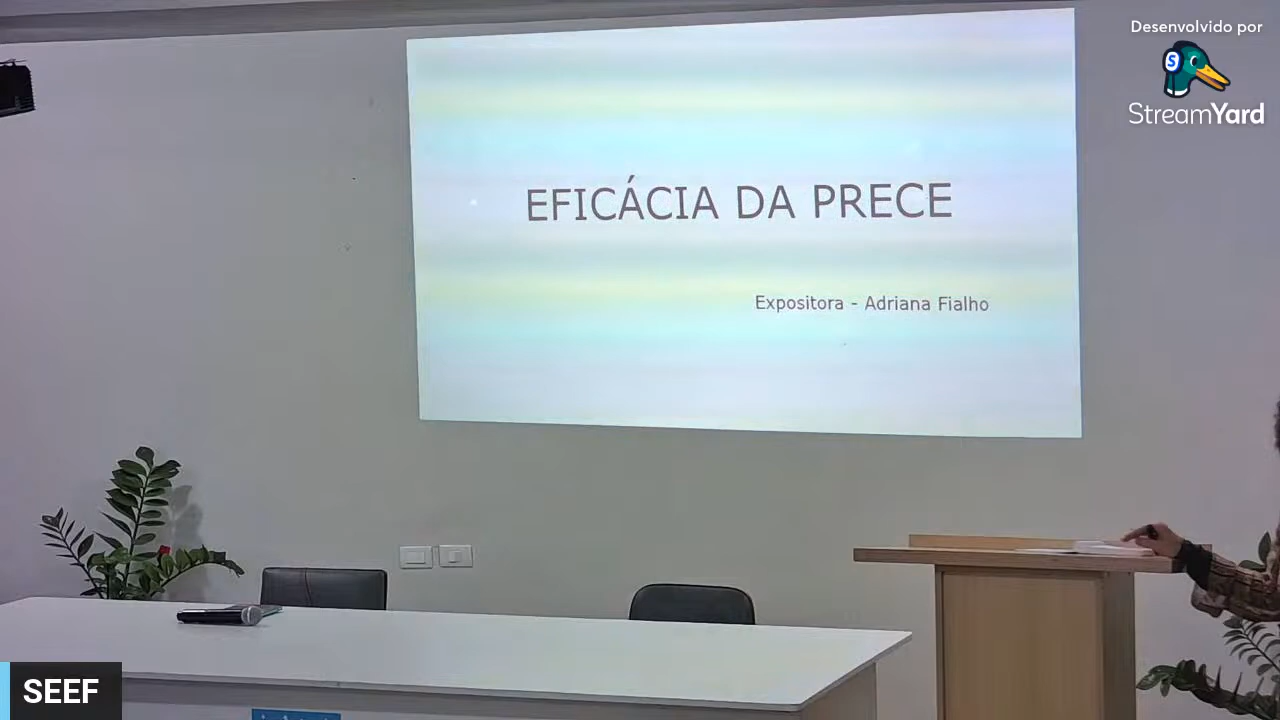 Desenvolvido por
StreamYard
EFICÁCIA DA PRECE
Expositora - Adriana Fialho
SEEF